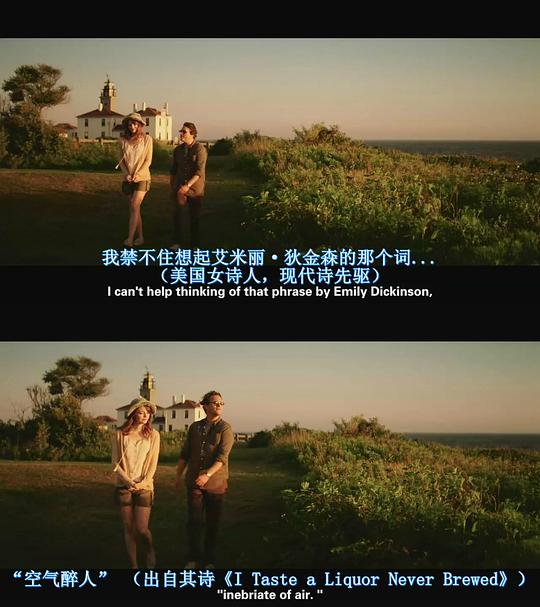 我禁不住想起艾米丽·狄金森的那个词...
(美国女诗人，现代诗先驱)
I can't help thinking of that phrase by Emily Dickinson,
“空气醉人” (出自其诗《I Taste a Liquor Never Brewed》)
"inebriate of air. "